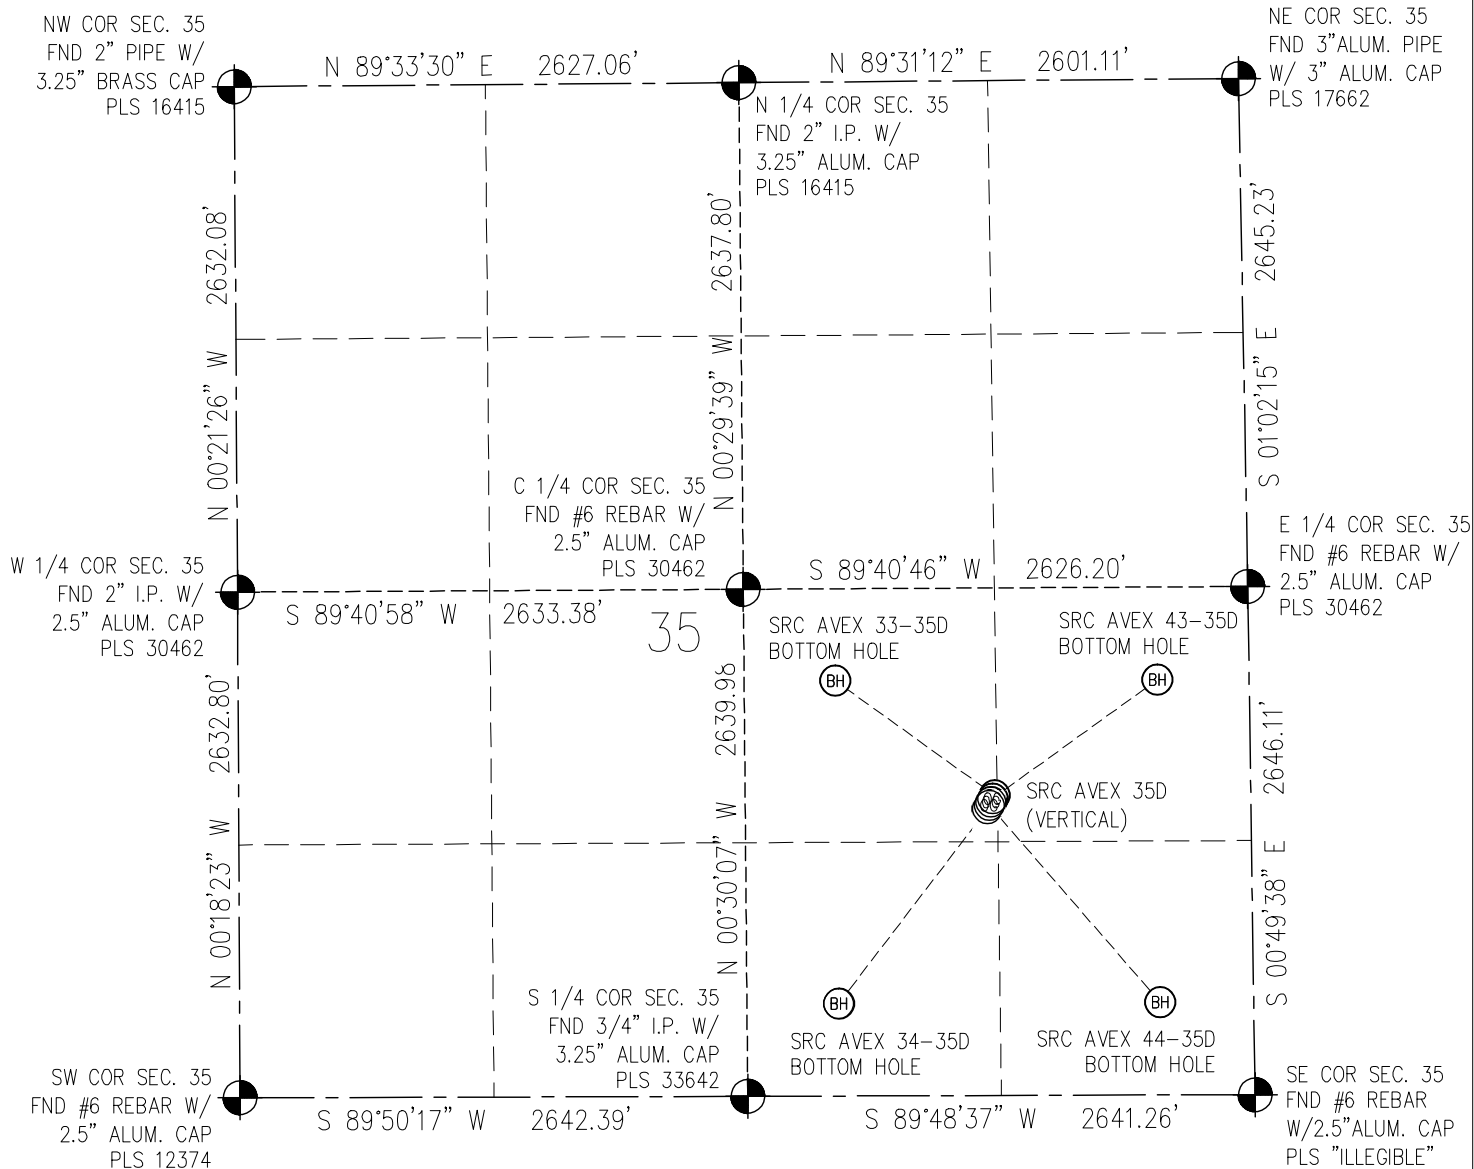 NW COR SEC. 35
FND 2" PIPE W/
3.25" BRASS CAP
PLS 16415
N 89°33'30" E 2627.06'
N 89°31'12" E 2601.11'
NE COR SEC. 35
FND 3"ALUM. PIPE
W/ 3" ALUM. CAP
PLS 17662
N 1/4 COR SEC. 35
FND 2" I.P. W/
3.25" ALUM. CAP
PLS 16415
N 00°21'26" W 2632.08'
N 00°29'39" W 2637.80'
S 01°02'15" E 2645.23'
C 1/4 COR SEC. 35
FND #6 REBAR W/
2.5" ALUM. CAP
PLS 30462
W 1/4 COR SEC. 35
FND 2" I.P. W/
2.5" ALUM. CAP
PLS 30462
S 89°40'58" W 2633.38'
S 89°40'46" W 2626.20'
E 1/4 COR SEC. 35
FND #6 REBAR W/
2.5" ALUM. CAP
PLS 30462
35
SRC AVEX 33-35D
BOTTOM HOLE
BH
SRC AVEX 43-35D
BOTTOM HOLE
BH
N 00°18'23" W 2632.80'
N 00°30'07" W 2639.98
S 00°49'38" E 2646.11'
SRC AVEX 35D
(VERTICAL)
BH
SRC AVEX 34-35D
BOTTOM HOLE
BH
SRC AVEX 44-35D
BOTTOM HOLE
S 1/4 COR SEC. 35
FND 3/4" I.P. W/
3.25" ALUM. CAP
PLS 33642
SW COR SEC. 35
FND #6 REBAR W/
2.5" ALUM. CAP
PLS 12374
S 89°50'17" W 2642.39'
S 89°48'37" W 2641.26'
SE COR SEC. 35
FND #6 REBAR
W/2.5"ALUM. CAP
PLS "ILLEGIBLE"